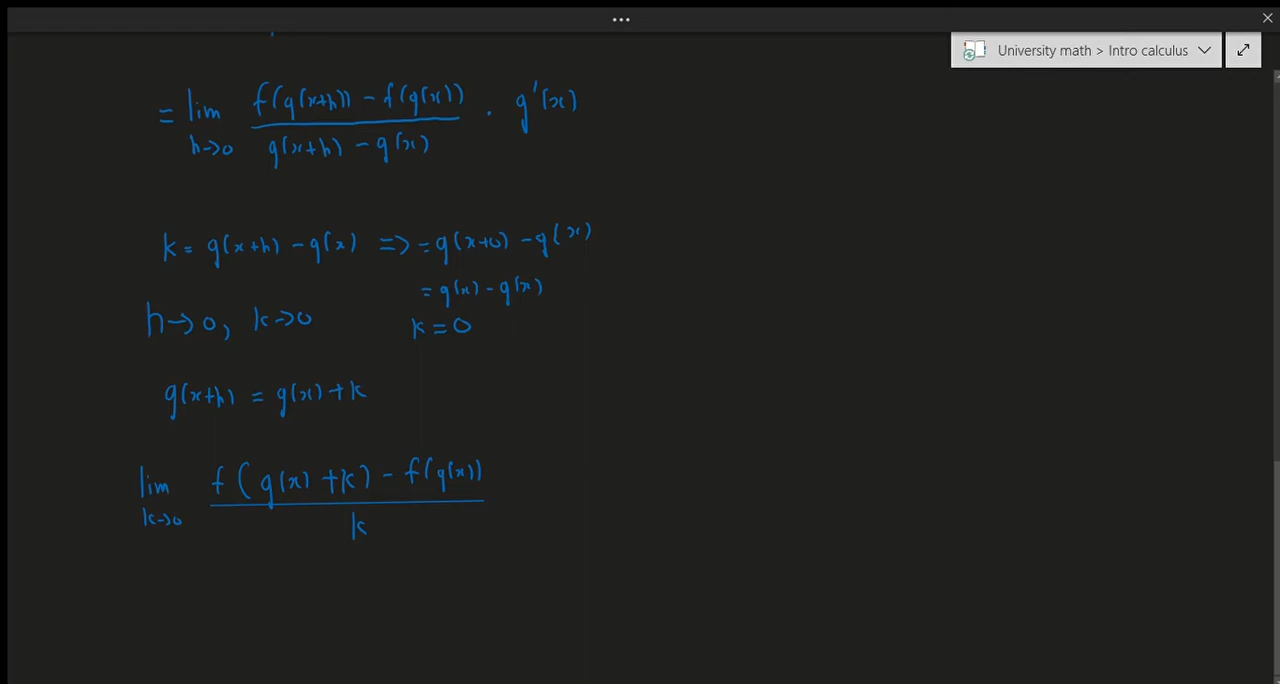 ...
University math > Intro calculus
= lim h→0 f(g(x+h)) - f(g(x)) / g(x+h) - g(x) · g'(x)
k = g(x+h) - g(x) => = g(x+0) - g(x)
= g(x) - g(x)
h→0, k→0
k = 0
g(x+h) = g(x) + k
lim k→0 f(g(x) + k) - f(g(x)) / k